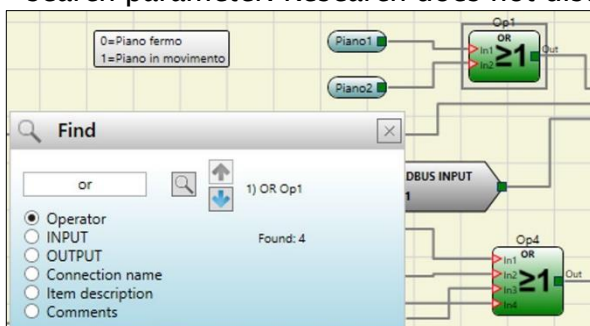 search parameter. Research does not dist
Op1
0=Piano fermo
1=Piano in movimento
Piano1
OR
In1
In2
≥1
Out
Piano2
Find
or
1) OR Op1
Found: 4
Operator
INPUT
OUTPUT
Connection name
Item description
Comments
DBUS INPUT
1
Op4
OR
In1
In2
In3
In4
≥1
Out